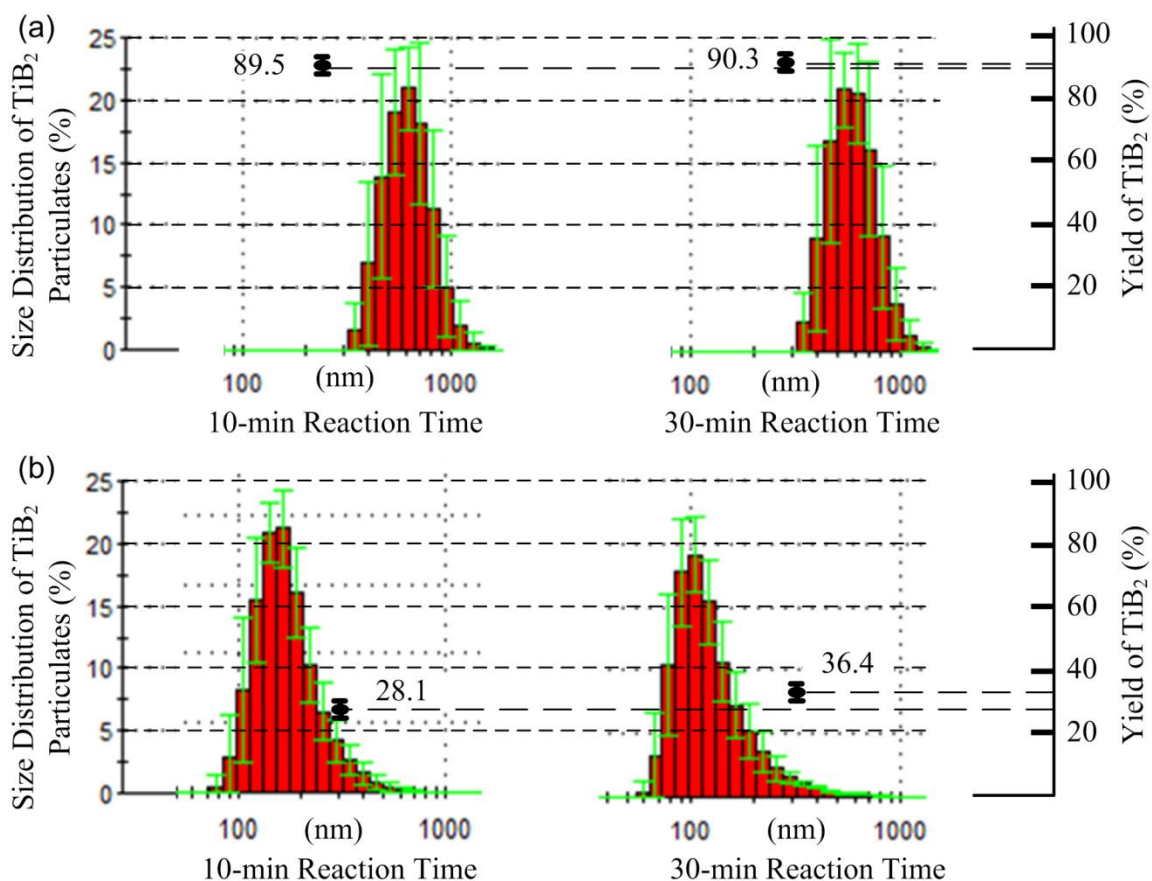 (a)
Size Distribution of TiB₂
Particulates (%)
25
20
15
10
5
0
89.5
90.3
100
80
60
40
20
Yield of TiB₂ (%)
100 (nm) 1000
10-min Reaction Time
100 (nm) 1000
30-min Reaction Time
(b)
Size Distribution of TiB₂
Particulates (%)
25
20
15
10
5
0
28.1
36.4
100
80
60
40
20
Yield of TiB₂ (%)
100 (nm) 1000
10-min Reaction Time
100 (nm) 1000
30-min Reaction Time